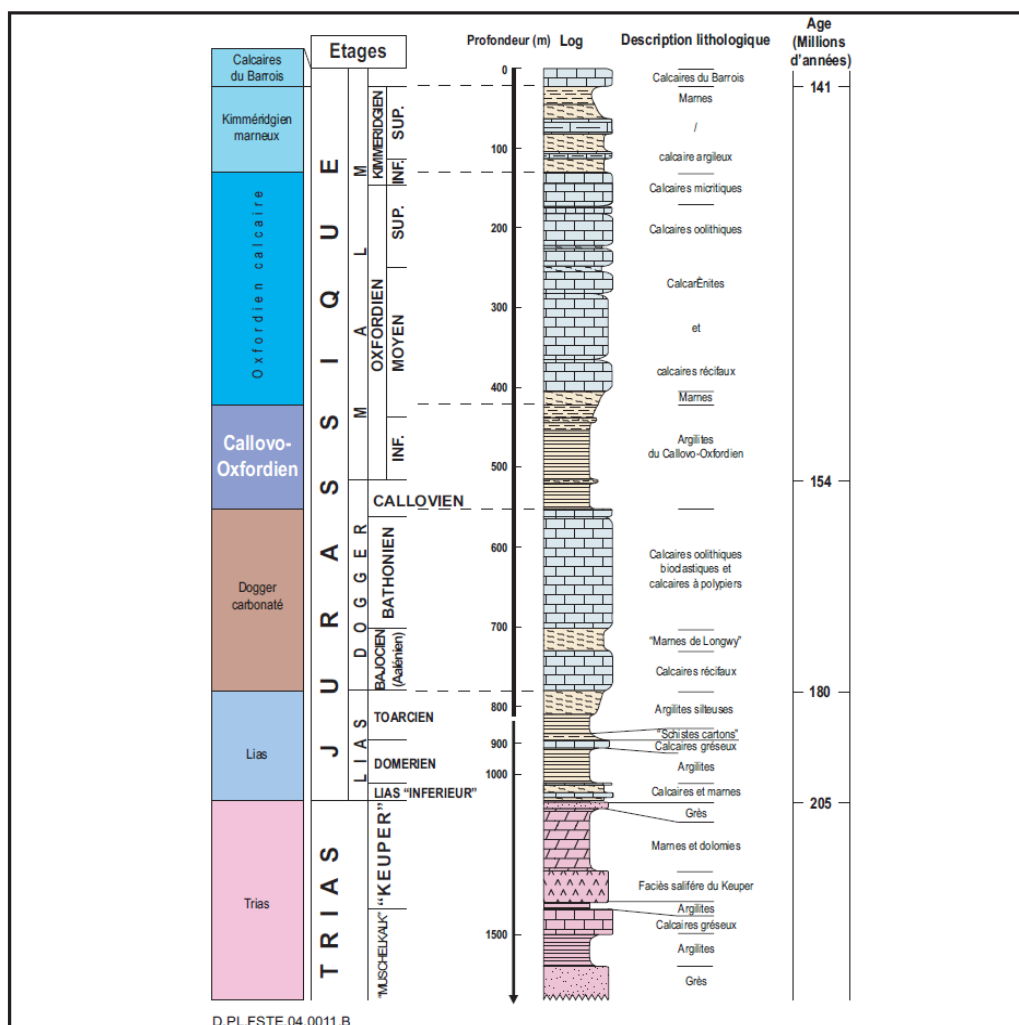 Etages
Profondeur (m)
Log
Description lithologique
Age
(Millions
d'années)
Calcaires
du Barrois
Kimméridgien
marneux
Oxfordien calcaire
Callovo-
Oxfordien
Dogger
carbonaté
Lias
Trias
JURASSIQUE
TRIAS
MALM
DOGGER
LIAS
KIMMÉRIDGIEN
SUP.
INF.
OXFORDIEN
SUP.
MOYEN
INF.
CALLOVIEN
BATHONIEN
BAJOCIEN
(Aalénien)
TOARCIEN
DOMERIEN
LIAS "INFERIEUR"
"KEUPER"
"MUSCHELKALK"
0
100
200
300
400
500
600
700
800
900
1000
1500
Calcaires du Barrois
Marnes
/
calcaire argileux
Calcaires micritiques
Calcaires oolithiques
CalcarÈnites
et
calcaires récifaux
Marnes
Argilites
du Callovo-Oxfordien
Calcaires oolithiques
bioclastiques et
calcaires à polypiers
"Marnes de Longwy"
Calcaires récifaux
Argilites silteuses
"Schistes cartons"
Calcaires gréseux
Argilites
Calcaires et marnes
Grès
Marnes et dolomies
Faciès salifére du Keuper
Argilites
Calcaires gréseux
Argilites
Grès
141
154
180
205
D.PL.ESTE.04.0011.B